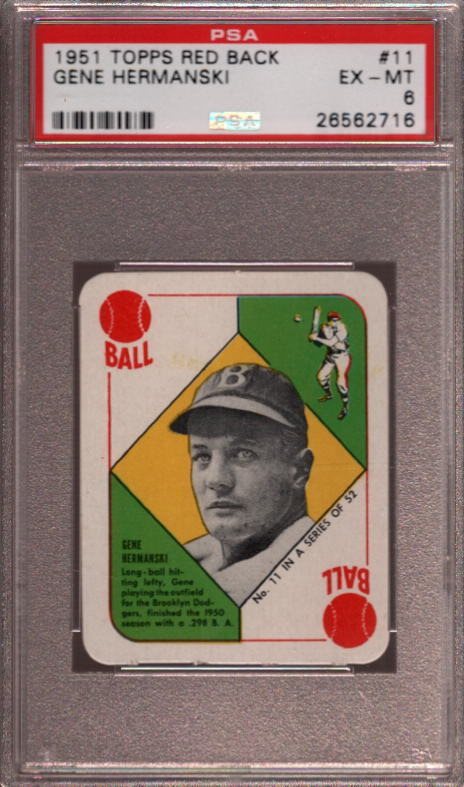 PSA
1951 TOPPS RED BACK #11
GENE HERMANSKI EX - MT
6
PSA 26562716
BALL
B
GENE
HERMANSKI
Long-ball hit-
ting lefty, Gene
playing the outfield
for the Brooklyn Dod-
gers, finished the 1950
season with a .298 B. A.
No. 11 IN A SERIES OF 52
BALL